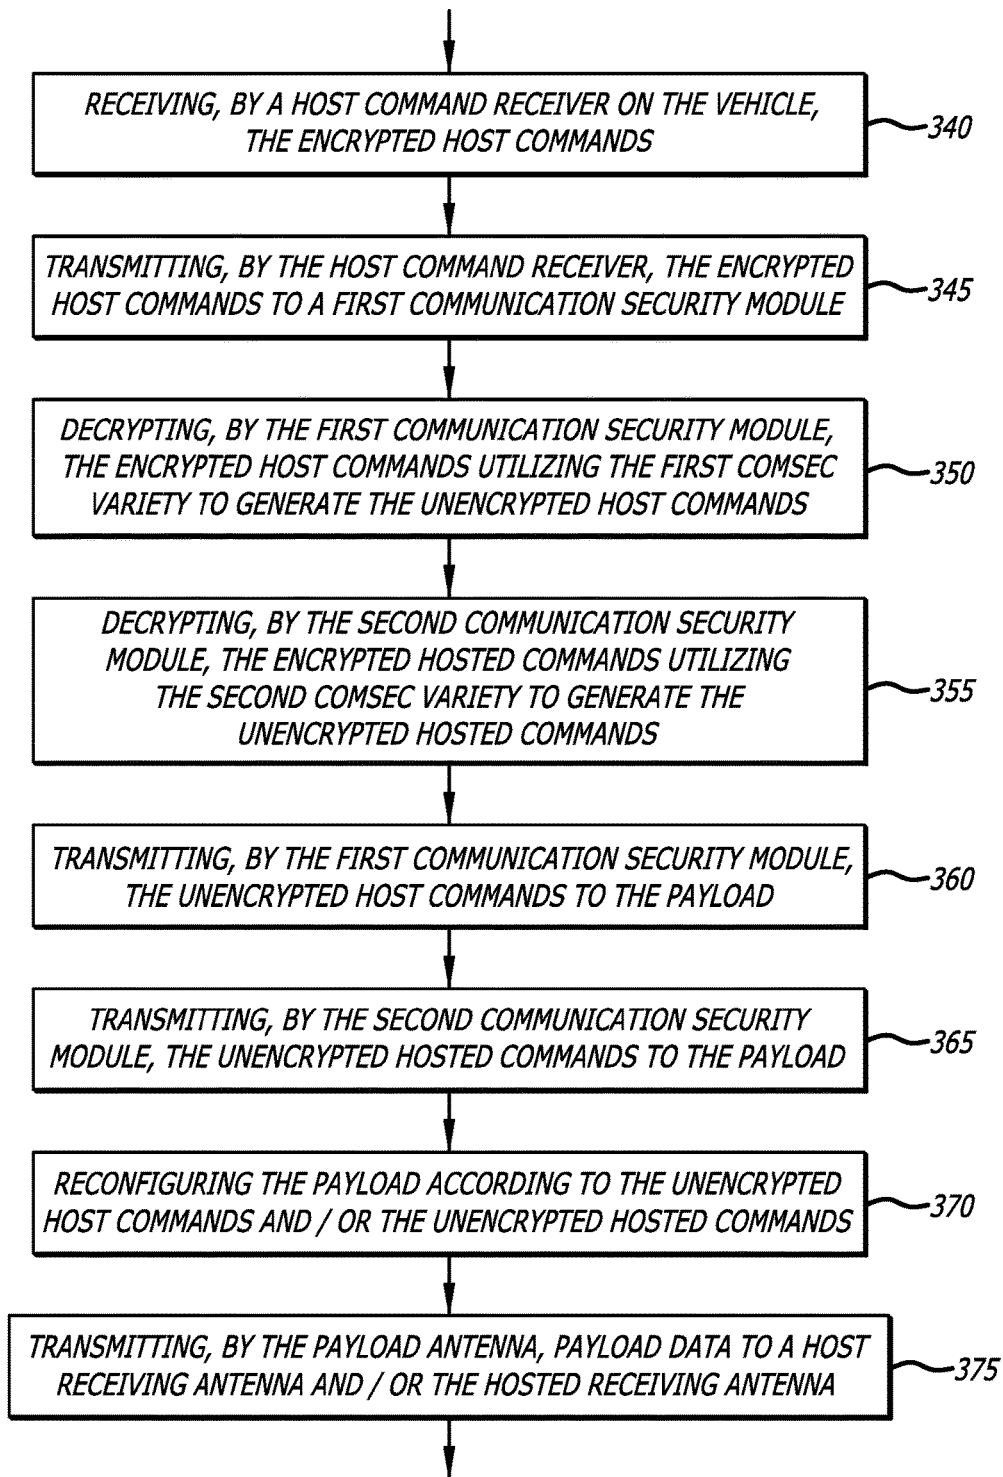 RECEIVING, BY A HOST COMMAND RECEIVER ON THE VEHICLE,
THE ENCRYPTED HOST COMMANDS
340
TRANSMITTING, BY THE HOST COMMAND RECEIVER, THE ENCRYPTED
HOST COMMANDS TO A FIRST COMMUNICATION SECURITY MODULE
345
DECRYPTING, BY THE FIRST COMMUNICATION SECURITY MODULE,
THE ENCRYPTED HOST COMMANDS UTILIZING THE FIRST COMSEC
VARIETY TO GENERATE THE UNENCRYPTED HOST COMMANDS
350
DECRYPTING, BY THE SECOND COMMUNICATION SECURITY
MODULE, THE ENCRYPTED HOSTED COMMANDS UTILIZING
THE SECOND COMSEC VARIETY TO GENERATE THE
UNENCRYPTED HOSTED COMMANDS
355
TRANSMITTING, BY THE FIRST COMMUNICATION SECURITY MODULE,
THE UNENCRYPTED HOST COMMANDS TO THE PAYLOAD
360
TRANSMITTING, BY THE SECOND COMMUNICATION SECURITY
MODULE, THE UNENCRYPTED HOSTED COMMANDS TO THE PAYLOAD
365
RECONFIGURING THE PAYLOAD ACCORDING TO THE UNENCRYPTED
HOST COMMANDS AND / OR THE UNENCRYPTED HOSTED COMMANDS
370
TRANSMITTING, BY THE PAYLOAD ANTENNA, PAYLOAD DATA TO A HOST
RECEIVING ANTENNA AND / OR THE HOSTED RECEIVING ANTENNA
375